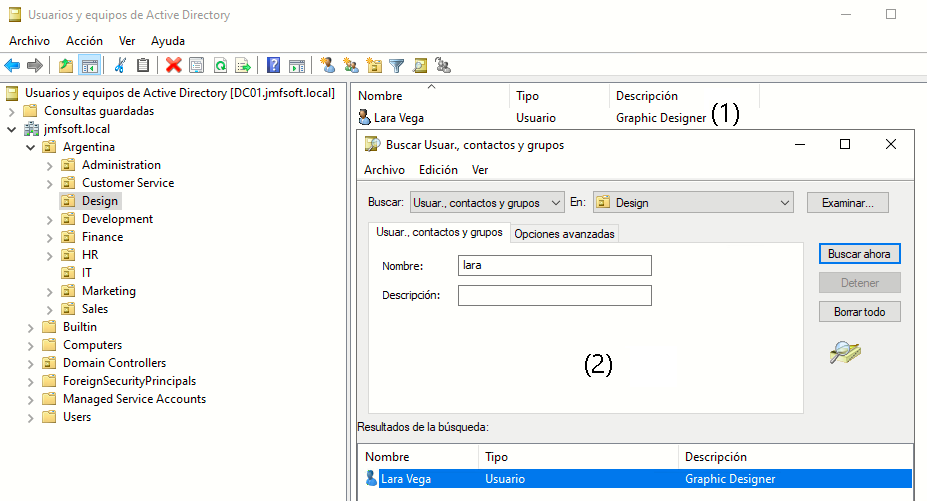 Usuarios y equipos de Active Directory
Archivo Acción Ver Ayuda
Usuarios y equipos de Active Directory [DC01.jmfsoft.local]
Consultas guardadas
jmfsoft.local
Argentina
Administration
Customer Service
Design
Development
Finance
HR
IT
Marketing
Sales
Builtin
Computers
Domain Controllers
ForeignSecurityPrincipals
Managed Service Accounts
Users
Nombre Tipo Descripción
Lara Vega Usuario Graphic Designer (1)
Buscar Usuar., contactos y grupos
Archivo Edición Ver
Buscar: Usuar., contactos y grupos En: Design Examinar...
Usuar., contactos y grupos Opciones avanzadas
Nombre: lara
Descripción:
Buscar ahora
Detener
Borrar todo
(2)
Resultados de la búsqueda:
Nombre Tipo Descripción
Lara Vega Usuario Graphic Designer